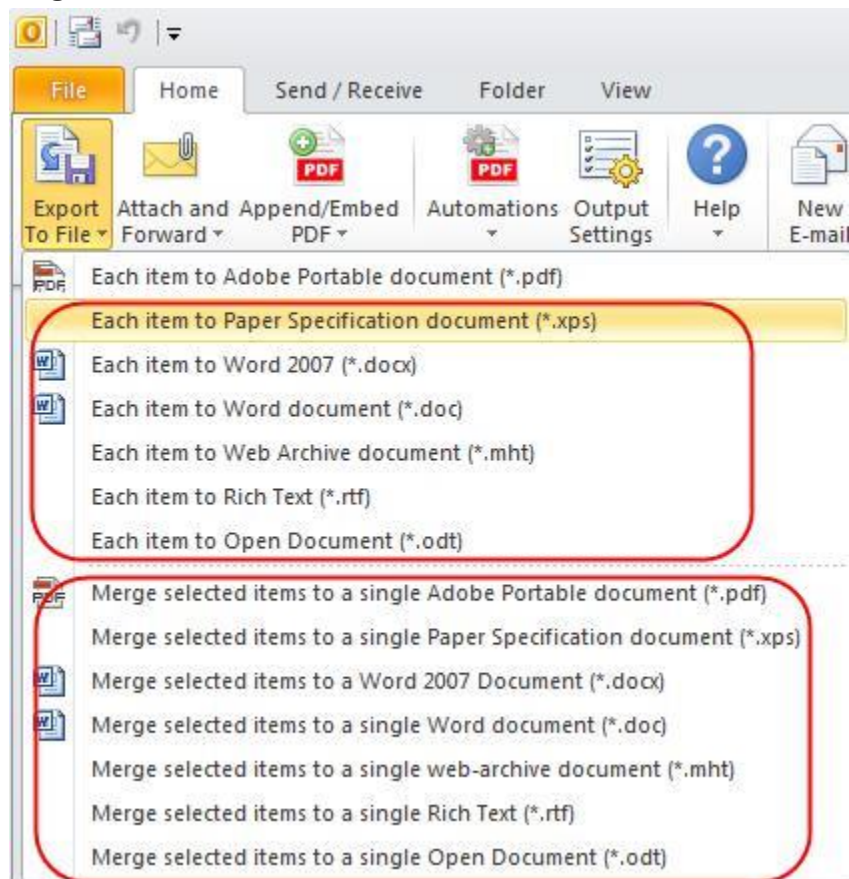 File Home Send / Receive Folder View
PDF PDF ?
Export Attach and Append/Embed Automations Output Help New
To File Forward PDF Settings E-mail
PDF Each item to Adobe Portable document (*.pdf)
Each item to Paper Specification document (*.xps)
W Each item to Word 2007 (*.docx)
W Each item to Word document (*.doc)
Each item to Web Archive document (*.mht)
Each item to Rich Text (*.rtf)
Each item to Open Document (*.odt)
PDF Merge selected items to a single Adobe Portable document (*.pdf)
Merge selected items to a single Paper Specification document (*.xps)
W Merge selected items to a Word 2007 Document (*.docx)
W Merge selected items to a single Word document (*.doc)
Merge selected items to a single web-archive document (*.mht)
Merge selected items to a single Rich Text (*.rtf)
Merge selected items to a single Open Document (*.odt)